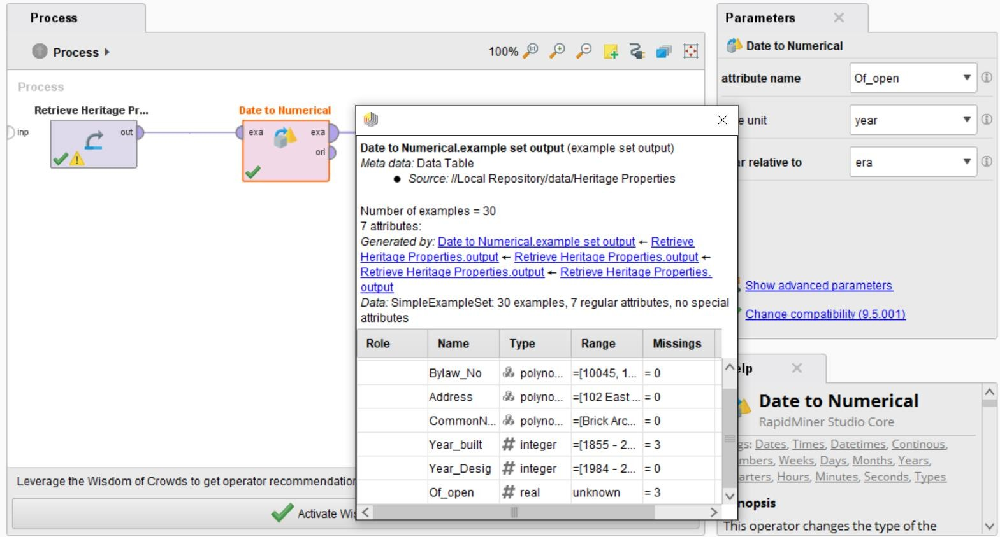 Process
Process
100%
Process
Retrieve Heritage Pr...
inp
out
Date to Numerical
exa
exa
ori
Leverage the Wisdom of Crowds to get operator recommendation
Activate Wi
Date to Numerical.example set output (example set output)
Meta data: Data Table
Source: //Local Repository/data/Heritage Properties
Number of examples = 30
7 attributes:
Generated by: Date to Numerical.example set output ← Retrieve
Heritage Properties.output ← Retrieve Heritage Properties.output ←
Retrieve Heritage Properties.output ← Retrieve Heritage Properties.
output
Data: SimpleExampleSet: 30 examples, 7 regular attributes, no special
attributes
Role Name Type Range Missings
Bylaw_No polyno... =[10045, 1... = 0
Address polyno... =[102 East ... = 0
CommonN... polyno... =[Brick Arc... = 0
Year_built # integer =[1855 - 2... = 3
Year_Desig # integer =[1984 - 2... = 0
Of_open # real unknown = 3
Parameters
Date to Numerical
attribute name Of_open
e unit year
ar relative to era
Show advanced parameters
Change compatibility (9.5.001)
elp
Date to Numerical
RapidMiner Studio Core
gs: Dates, Times, Datetimes, Continous,
mbers, Weeks, Days, Months, Years,
arters, Hours, Minutes, Seconds, Types
nopsis
This operator changes the type of the